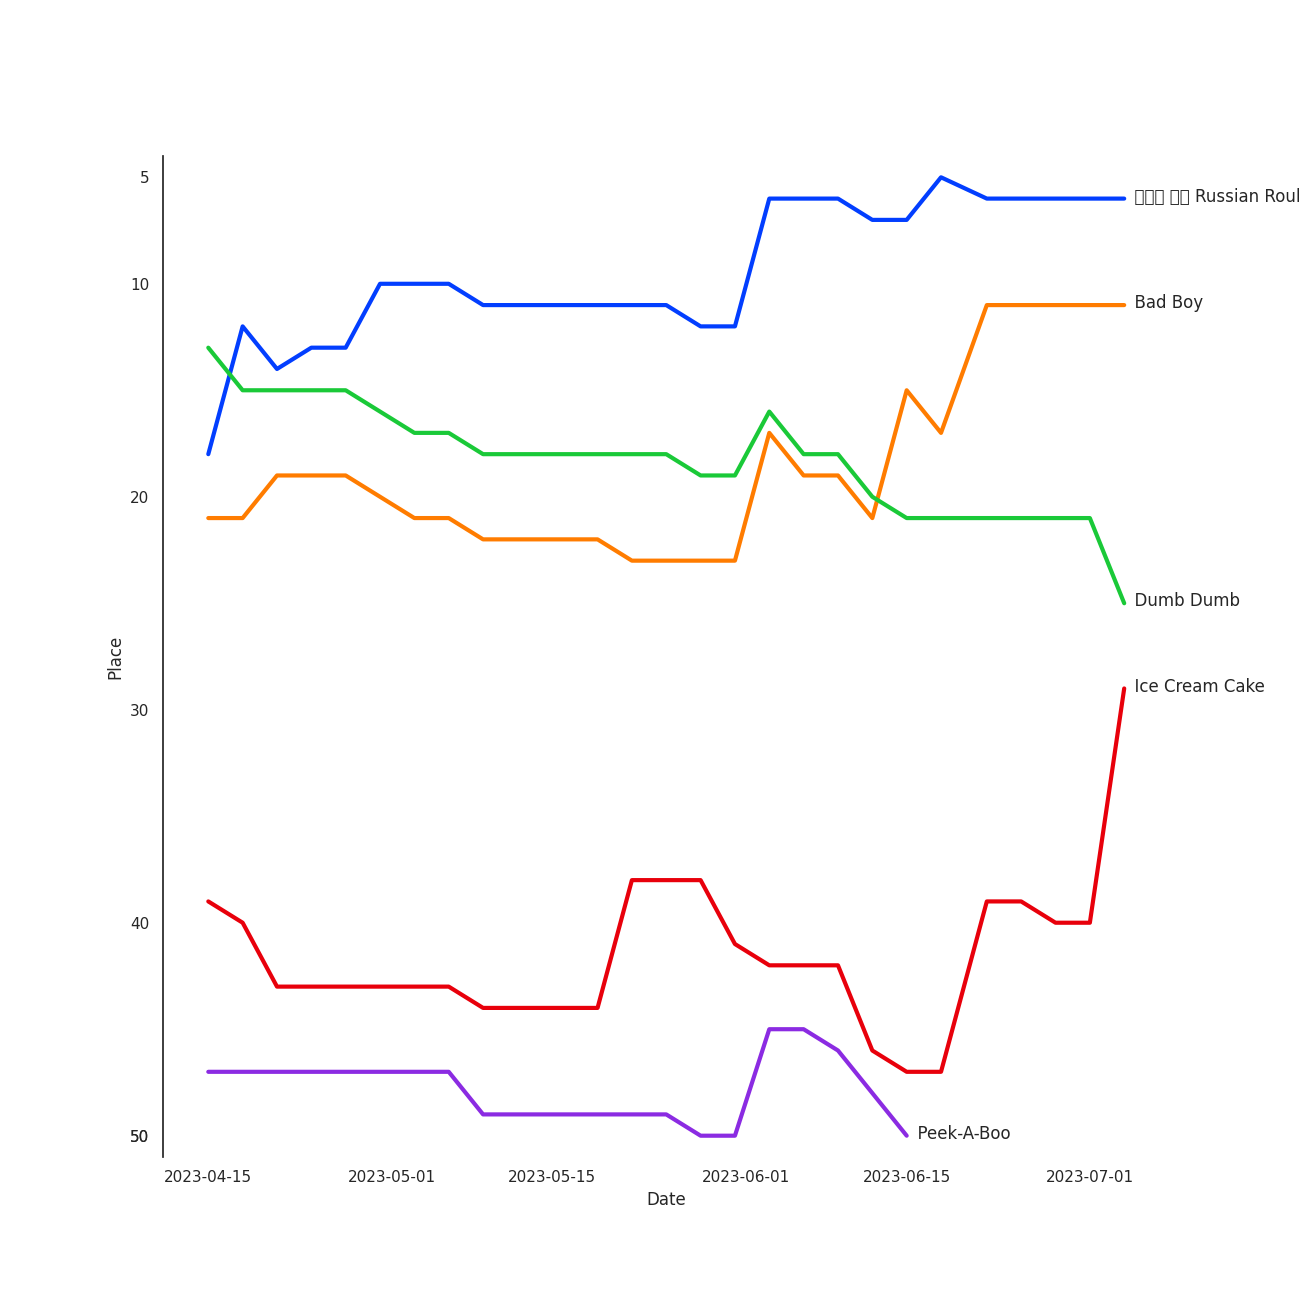 5
10
20
30
40
50
Place
2023-04-15
2023-05-01
2023-05-15
2023-06-01
2023-06-15
2023-07-01
Date
Russian Roul
Bad Boy
Dumb Dumb
Ice Cream Cake
Peek-A-Boo